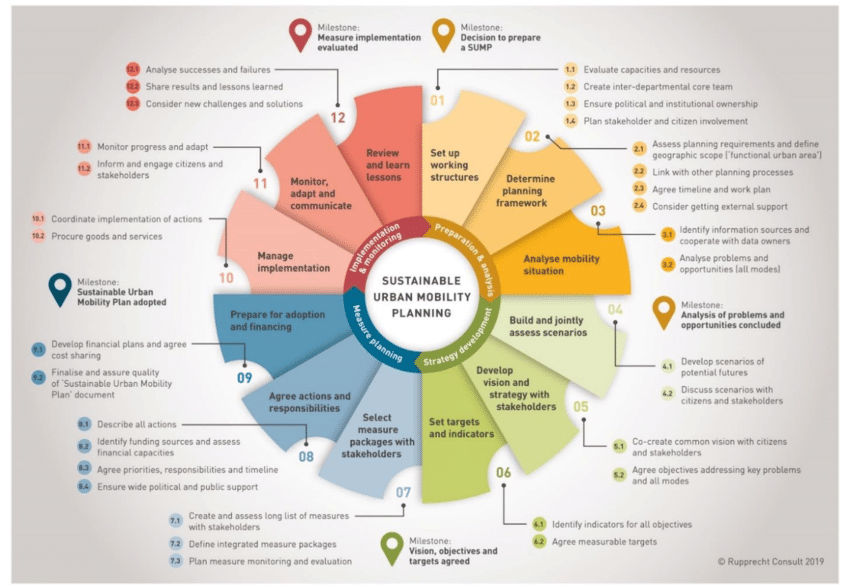 Milestone:
Measure implementation
evaluated
Milestone:
Decision to prepare
a SUMP
12.1 Analyse successes and failures
12.2 Share results and lessons learned
12.3 Consider new challenges and solutions
1.1 Evaluate capacities and resources
1.2 Create inter-departmental core team
1.3 Ensure political and institutional ownership
1.4 Plan stakeholder and citizen involvement
11.1 Monitor progress and adapt
11.2 Inform and engage citizens and
stakeholders
2.1 Assess planning requirements and define
geographic scope ('functional urban area')
2.2 Link with other planning processes
2.3 Agree timeline and work plan
2.4 Consider getting external support
10.1 Coordinate implementation of actions
10.2 Procure goods and services
3.1 Identify information sources and
cooperate with data owners
3.2 Analyse problems and
opportunities (all modes)
Milestone:
Sustainable Urban
Mobility Plan adopted
Milestone:
Analysis of problems and
opportunities concluded
9.1 Develop financial plans and agree
cost sharing
9.2 Finalise and assure quality
of 'Sustainable Urban Mobility
Plan' document
4.1 Develop scenarios of
potential futures
4.2 Discuss scenarios with
citizens and stakeholders
8.1 Describe all actions
8.2 Identify funding sources and assess
financial capacities
8.3 Agree priorities, responsibilities and timeline
8.4 Ensure wide political and public support
5.1 Co-create common vision with citizens
and stakeholders
5.2 Agree objectives addressing key problems
and all modes
7.1 Create and assess long list of measures
with stakeholders
7.2 Define integrated measure packages
7.3 Plan measure monitoring and evaluation
Milestone:
Vision, objectives and
targets agreed
6.1 Identify indicators for all objectives
6.2 Agree measurable targets
01
Set up
working
structures
02
Determine
planning
framework
03
Analyse mobility
situation
04
Build and jointly
assess scenarios
05
Develop
vision and
strategy with
stakeholders
06
Set targets
and indicators
07
Select
measure
packages with
stakeholders
08
Agree actions and
responsibilities
09
Prepare for adoption
and financing
10
Manage
implementation
11
Monitor,
adapt and
communicate
12
Review
and learn
lessons
Preparation & analysis
Strategy development
Measure planning
Implementation
& monitoring
SUSTAINABLE
URBAN MOBILITY
PLANNING
© Rupprecht Consult 2019